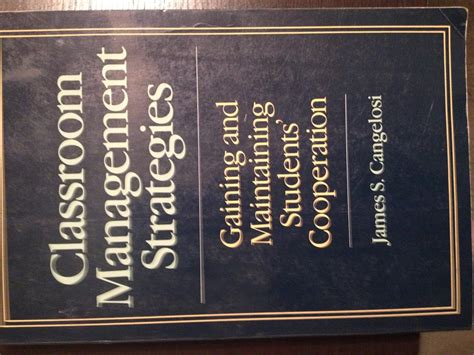 Classroom
Management
Strategies
Gaining and
Maintaining
Students'
Cooperation
James S. Cangelosi